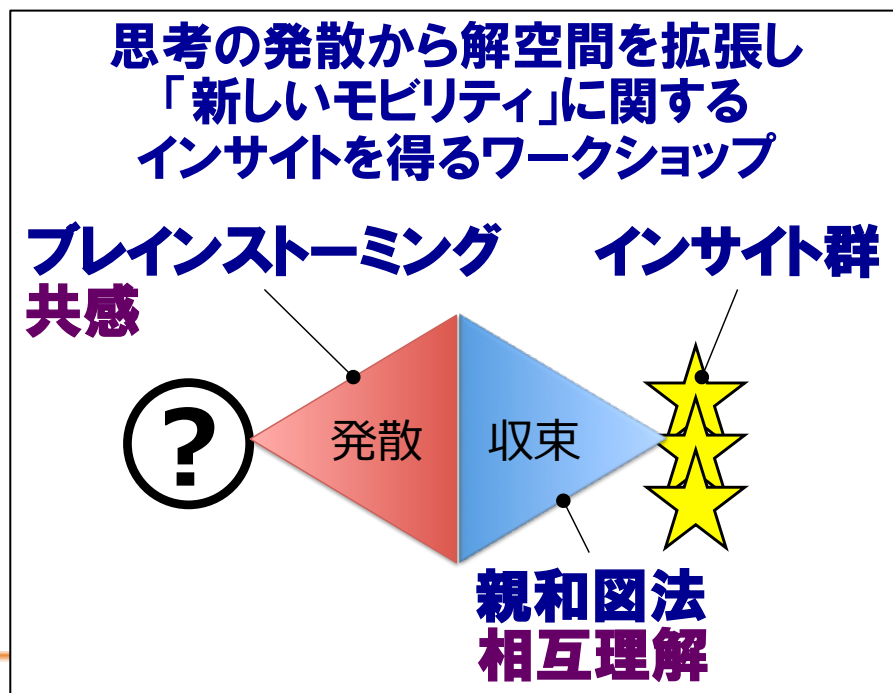 思考の発散から解空間を拡張し
「新しいモビリティ」に関する
インサイトを得るワークショップ
ブレインストーミング
共感
インサイト群
?
発散
収束
親和図法
相互理解